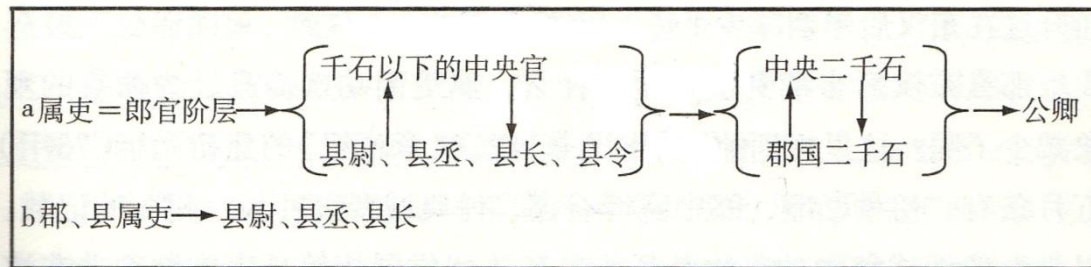 千石以下的中央官 中央二千石
a属吏＝郎官阶层 公卿
县尉、县丞、县长、县令 郡国二千石
b郡、县属吏 县尉、县丞、县长